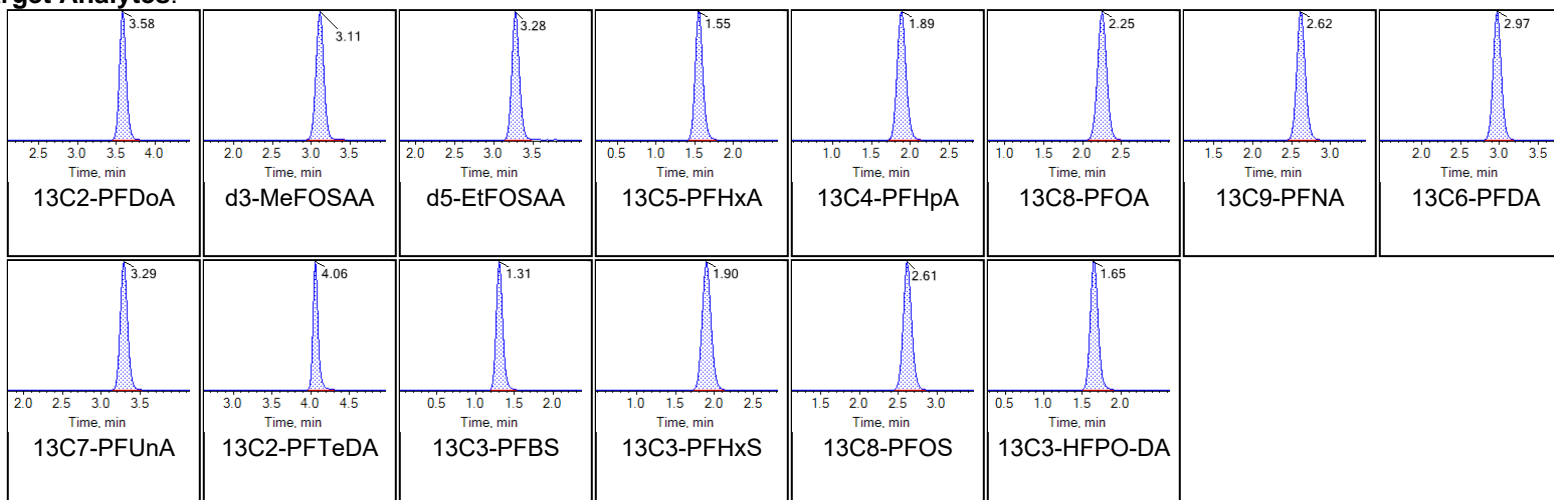 rget Analytes:
3.58 3.11 3.28 1.55 1.89 2.25 2.62 2.97
2.5 3.0 3.5 4.0 2.0 2.5 3.0 3.5 2.0 2.5 3.0 3.5 0.5 1.0 1.5 2.0 1.0 1.5 2.0 2.5 1.0 1.5 2.0 2.5 1.5 2.0 2.5 3.0 2.0 2.5 3.0 3.5
Time, min Time, min Time, min Time, min Time, min Time, min Time, min Time, min
13C2-PFDoA d3-MeFOSAA d5-EtFOSAA 13C5-PFHxA 13C4-PFHpA 13C8-PFOA 13C9-PFNA 13C6-PFDA
3.29 4.06 1.31 1.90 2.61 1.65
2.0 2.5 3.0 3.5 3.0 3.5 4.0 4.5 0.5 1.0 1.5 2.0 1.0 1.5 2.0 2.5 1.5 2.0 2.5 3.0 0.5 1.0 1.5 2.0
Time, min Time, min Time, min Time, min Time, min Time, min
13C7-PFUnA 13C2-PFTeDA 13C3-PFBS 13C3-PFHxS 13C8-PFOS 13C3-HFPO-DA